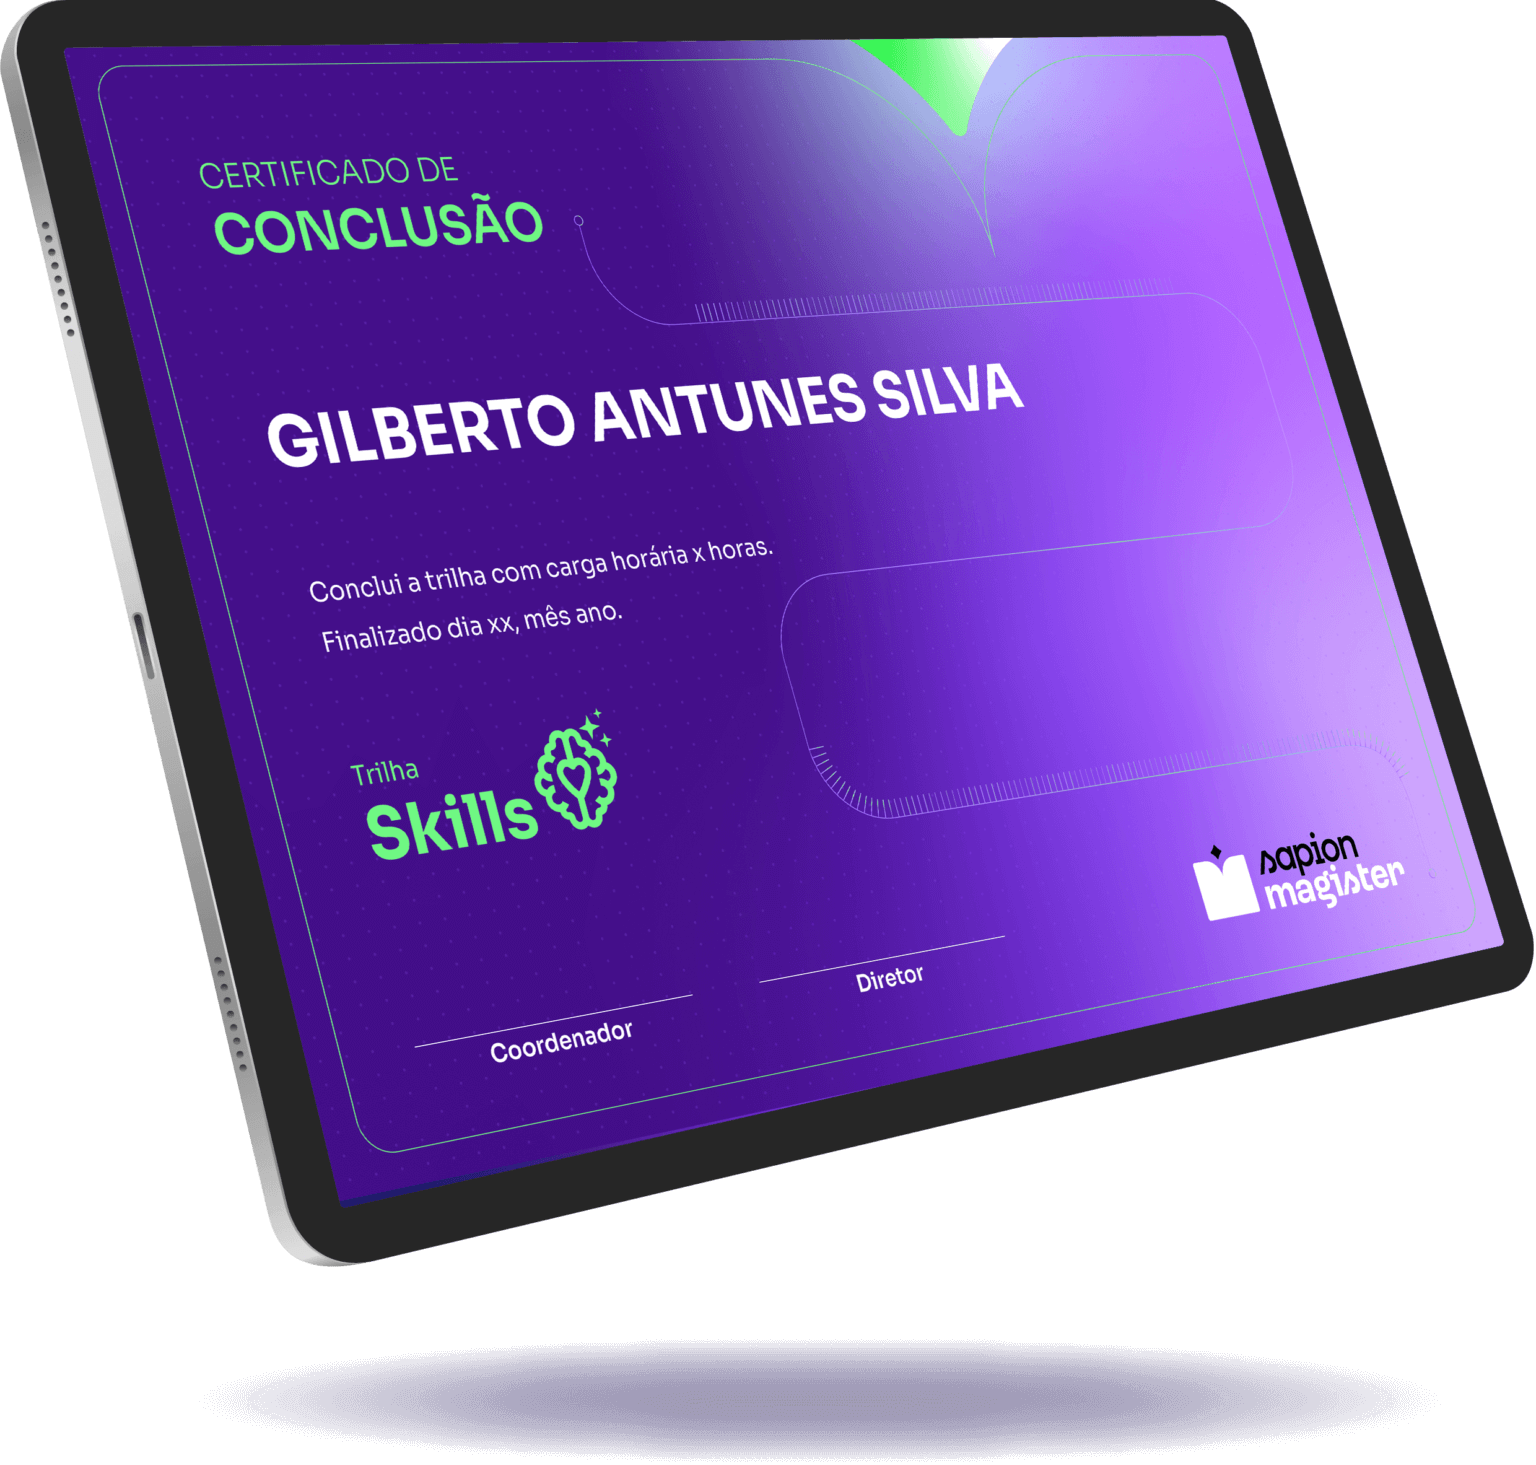 CERTIFICADO DE
CONCLUSÃO
GILBERTO ANTUNES SILVA
Conclui a trilha com carga horária x horas.
Finalizado dia xx, mês ano.
Trilha
Skills
sapion
magister
Diretor
Coordenador